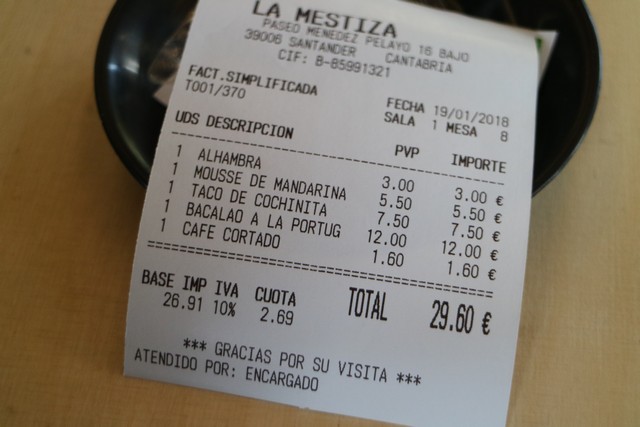 LA MESTIZA
PASEO MENEDEZ PELAYO 16 BAJO
39006 SANTANDER CANTABRIA
CIF: B-85991321
FACT.SIMPLIFICADA
T001/370
FECHA 19/01/2018
SALA 1 MESA 8
UDS DESCRIPCION PVP IMPORTE
1 ALHAMBRA 3.00 3.00 €
1 MOUSSE DE MANDARINA 5.50 5.50 €
1 TACO DE COCHINITA 7.50 7.50 €
1 BACALAO A LA PORTUG 12.00 12.00 €
1 CAFE CORTADO 1.60 1.60 €
BASE IMP IVA CUOTA TOTAL 29.60 €
26.91 10% 2.69
*** GRACIAS POR SU VISITA ***
ATENDIDO POR: ENCARGADO